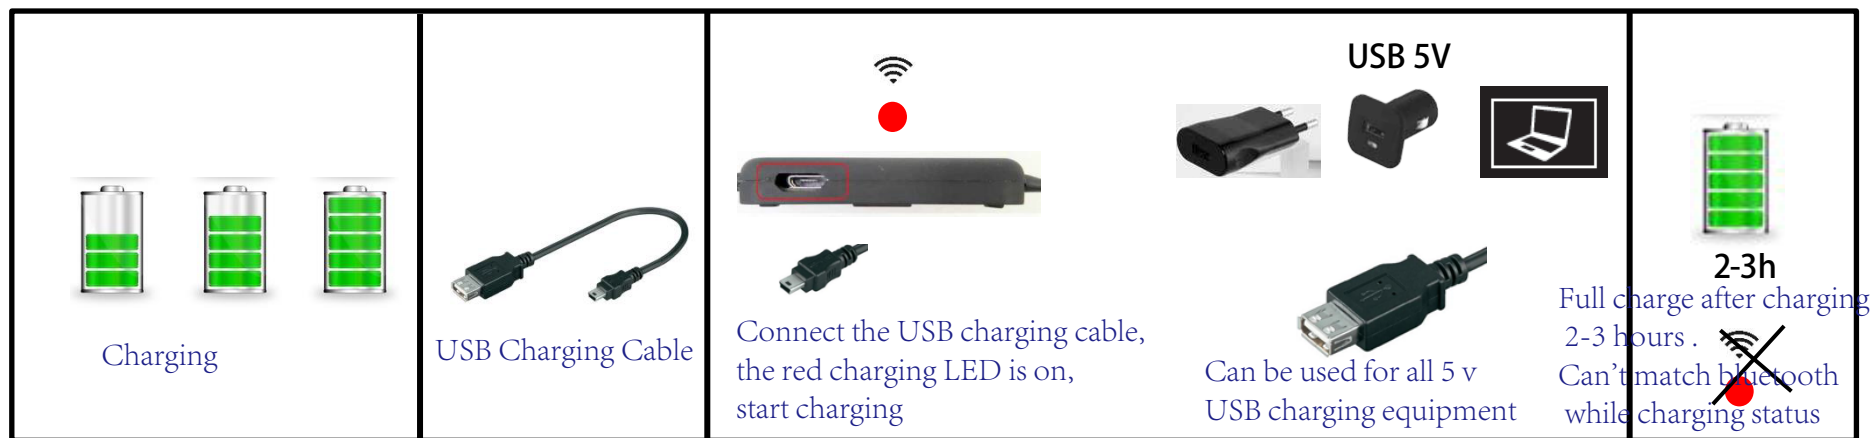 Charging
USB Charging Cable
Connect the USB charging cable,
the red charging LED is on,
start charging
USB 5V
Can be used for all 5 v
USB charging equipment
2-3h
Full charge after charging
2-3 hours .
Can't match bluetooth
while charging status